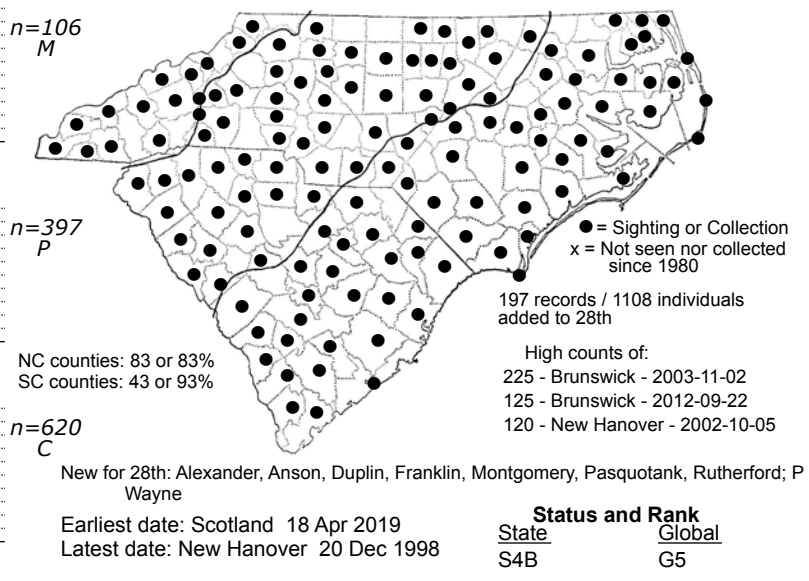 n=106
M
n=397
P
● = Sighting or Collection
x = Not seen nor collected
since 1980
197 records / 1108 individuals
added to 28th
NC counties: 83 or 83%
SC counties: 43 or 93%
High counts of:
225 - Brunswick - 2003-11-02
125 - Brunswick - 2012-09-22
120 - New Hanover - 2002-10-05
n=620
C
New for 28th: Alexander, Anson, Duplin, Franklin, Montgomery, Pasquotank, Rutherford; P
Wayne
Earliest date: Scotland 18 Apr 2019
Latest date: New Hanover 20 Dec 1998
Status and Rank
State Global
S4B G5